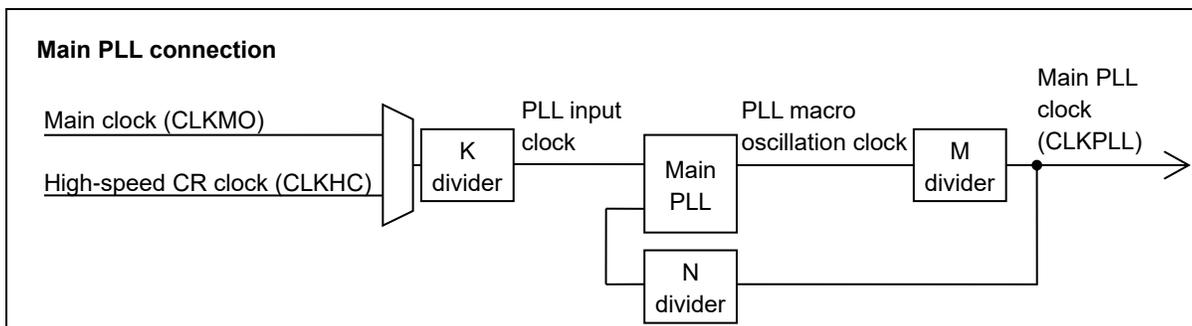 Main PLL connection
Main clock (CLKMO)
High-speed CR clock (CLKHC)
K
divider
PLL input
clock
Main
PLL
N
divider
PLL macro
oscillation clock
M
divider
Main PLL
clock
(CLKPLL)